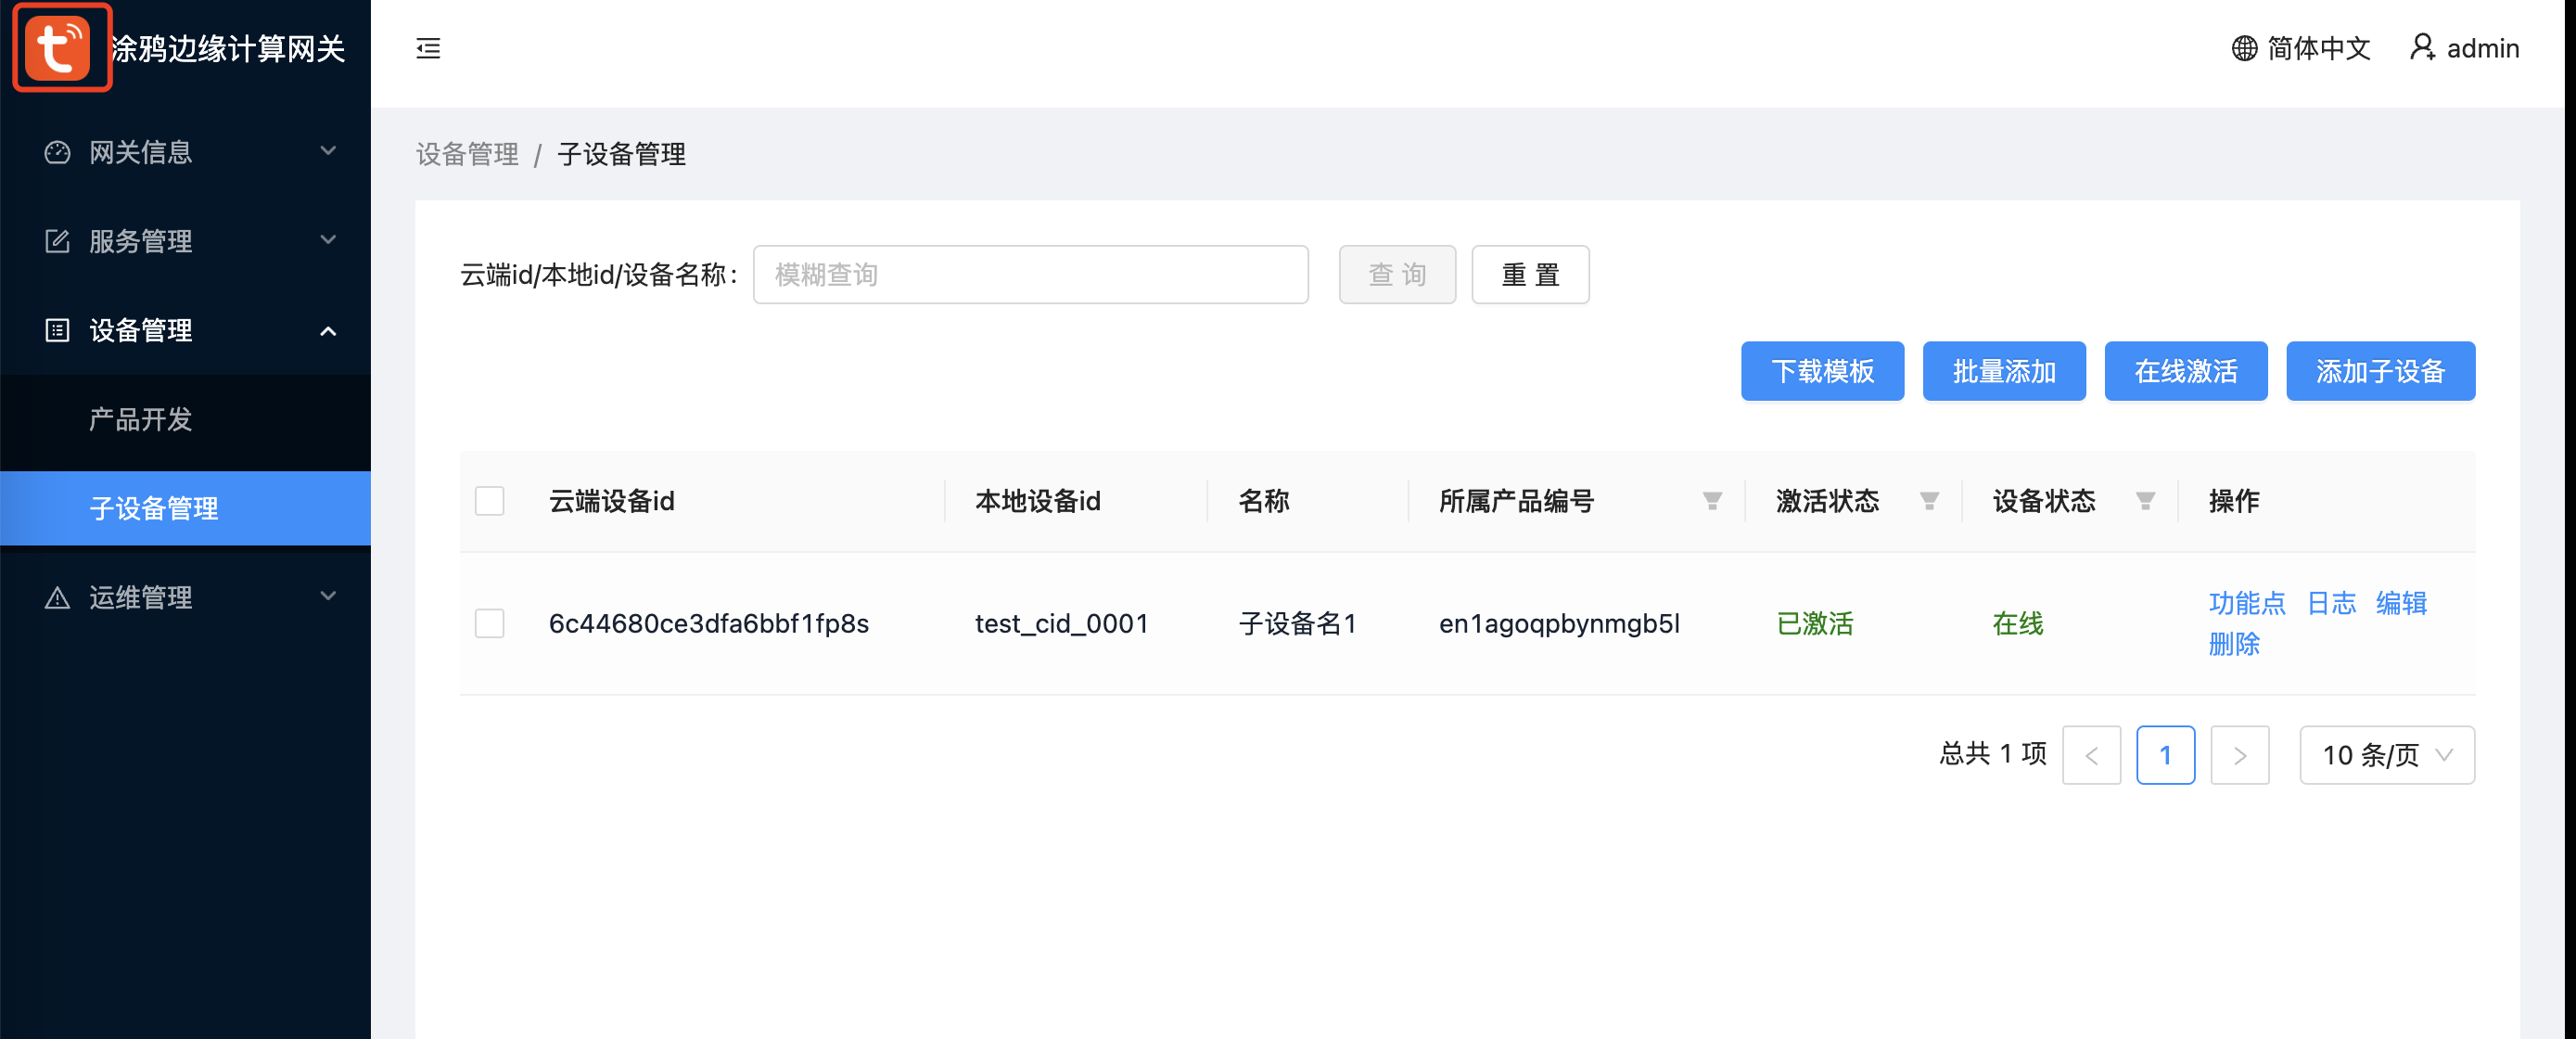 涂鸦边缘计算网关
简体中文
admin
网关信息
服务管理
设备管理
产品开发
子设备管理
运维管理
设备管理 / 子设备管理
云端id/本地id/设备名称: 模糊查询 查 询 重 置
下载模板 批量添加 在线激活 添加子设备
云端设备id 本地设备id 名称 所属产品编号 激活状态 设备状态 操作
6c44680ce3dfa6bbf1fp8s test_cid_0001 子设备名1 en1agoqpbynmgb5l 已激活 在线 功能点 日志 编辑
删除
总共 1 项 < 1 > 10 条/页